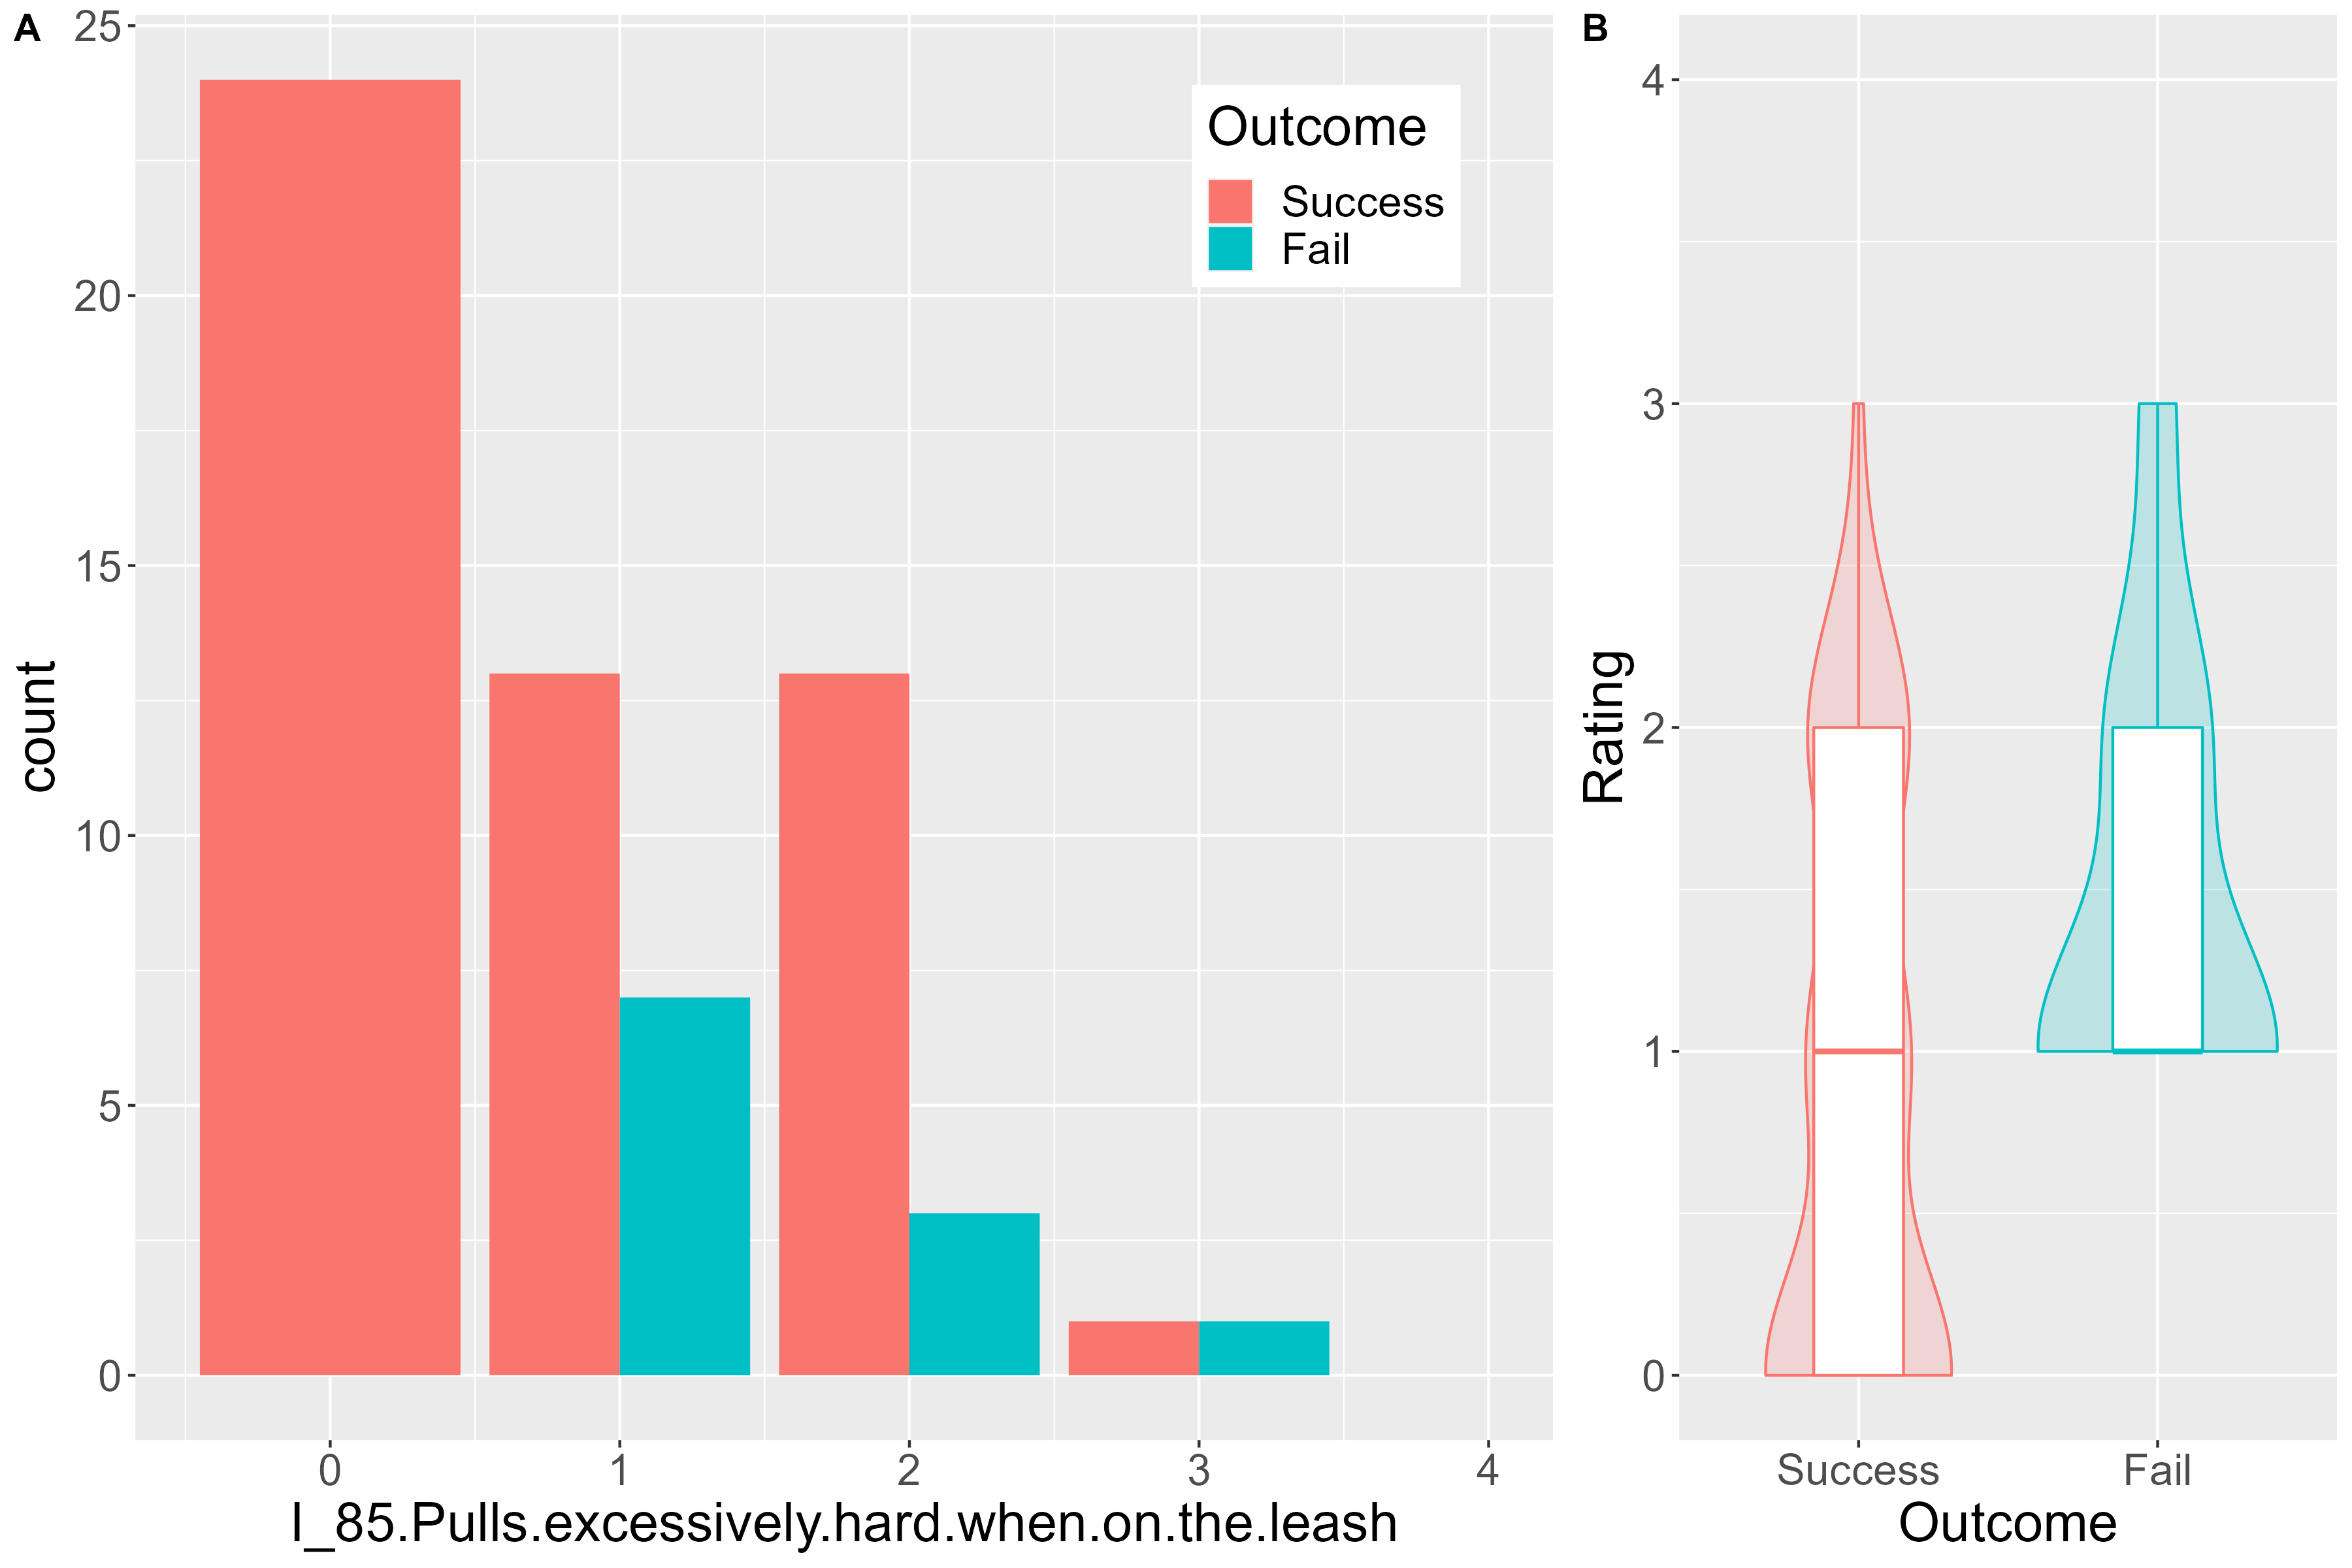 A
25
20
15
10
5
0
count
Outcome
Success
Fail
0 1 2 3 4
I_85.Pulls.excessively.hard.when.on.the.leash
B
4
3
2
1
0
Rating
Success Fail
Outcome